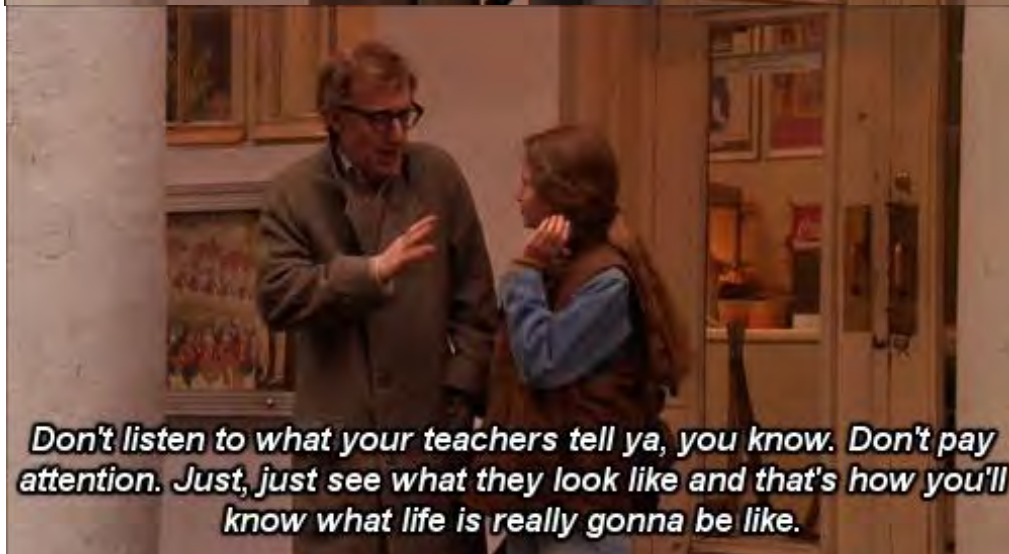 Don't listen to what your teachers tell ya, you know. Don't pay
attention. Just, just see what they look like and that's how you'll
know what life is really gonna be like.